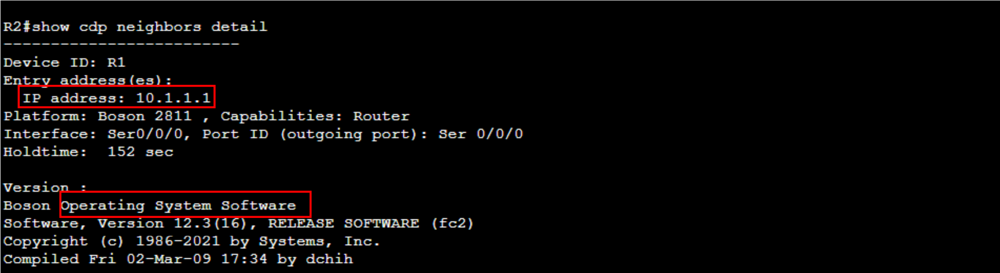 R2#show cdp neighbors detail
-------------------------
Device ID: R1
Entry address(es):
  IP address: 10.1.1.1
Platform: Boson 2811 , Capabilities: Router
Interface: Ser0/0/0, Port ID (outgoing port): Ser 0/0/0
Holdtime:  152 sec

Version :
Boson Operating System Software
Software, Version 12.3(16), RELEASE SOFTWARE (fc2)
Copyright (c) 1986-2021 by Systems, Inc.
Compiled Fri 02-Mar-09 17:34 by dchih